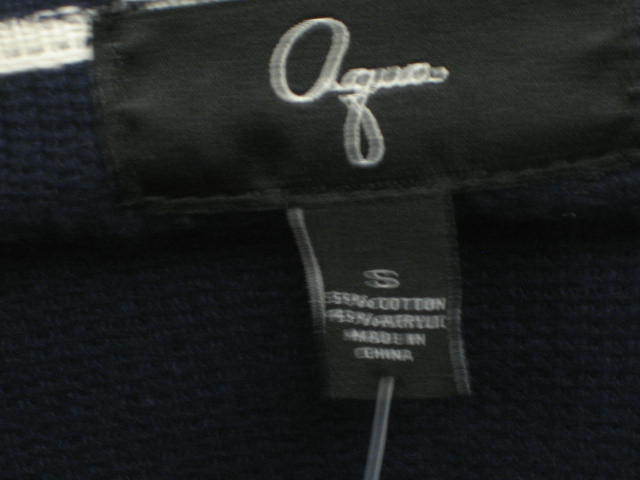 Aqua
S
55% COTTON
45% ACRYLIC
MADE IN
CHINA